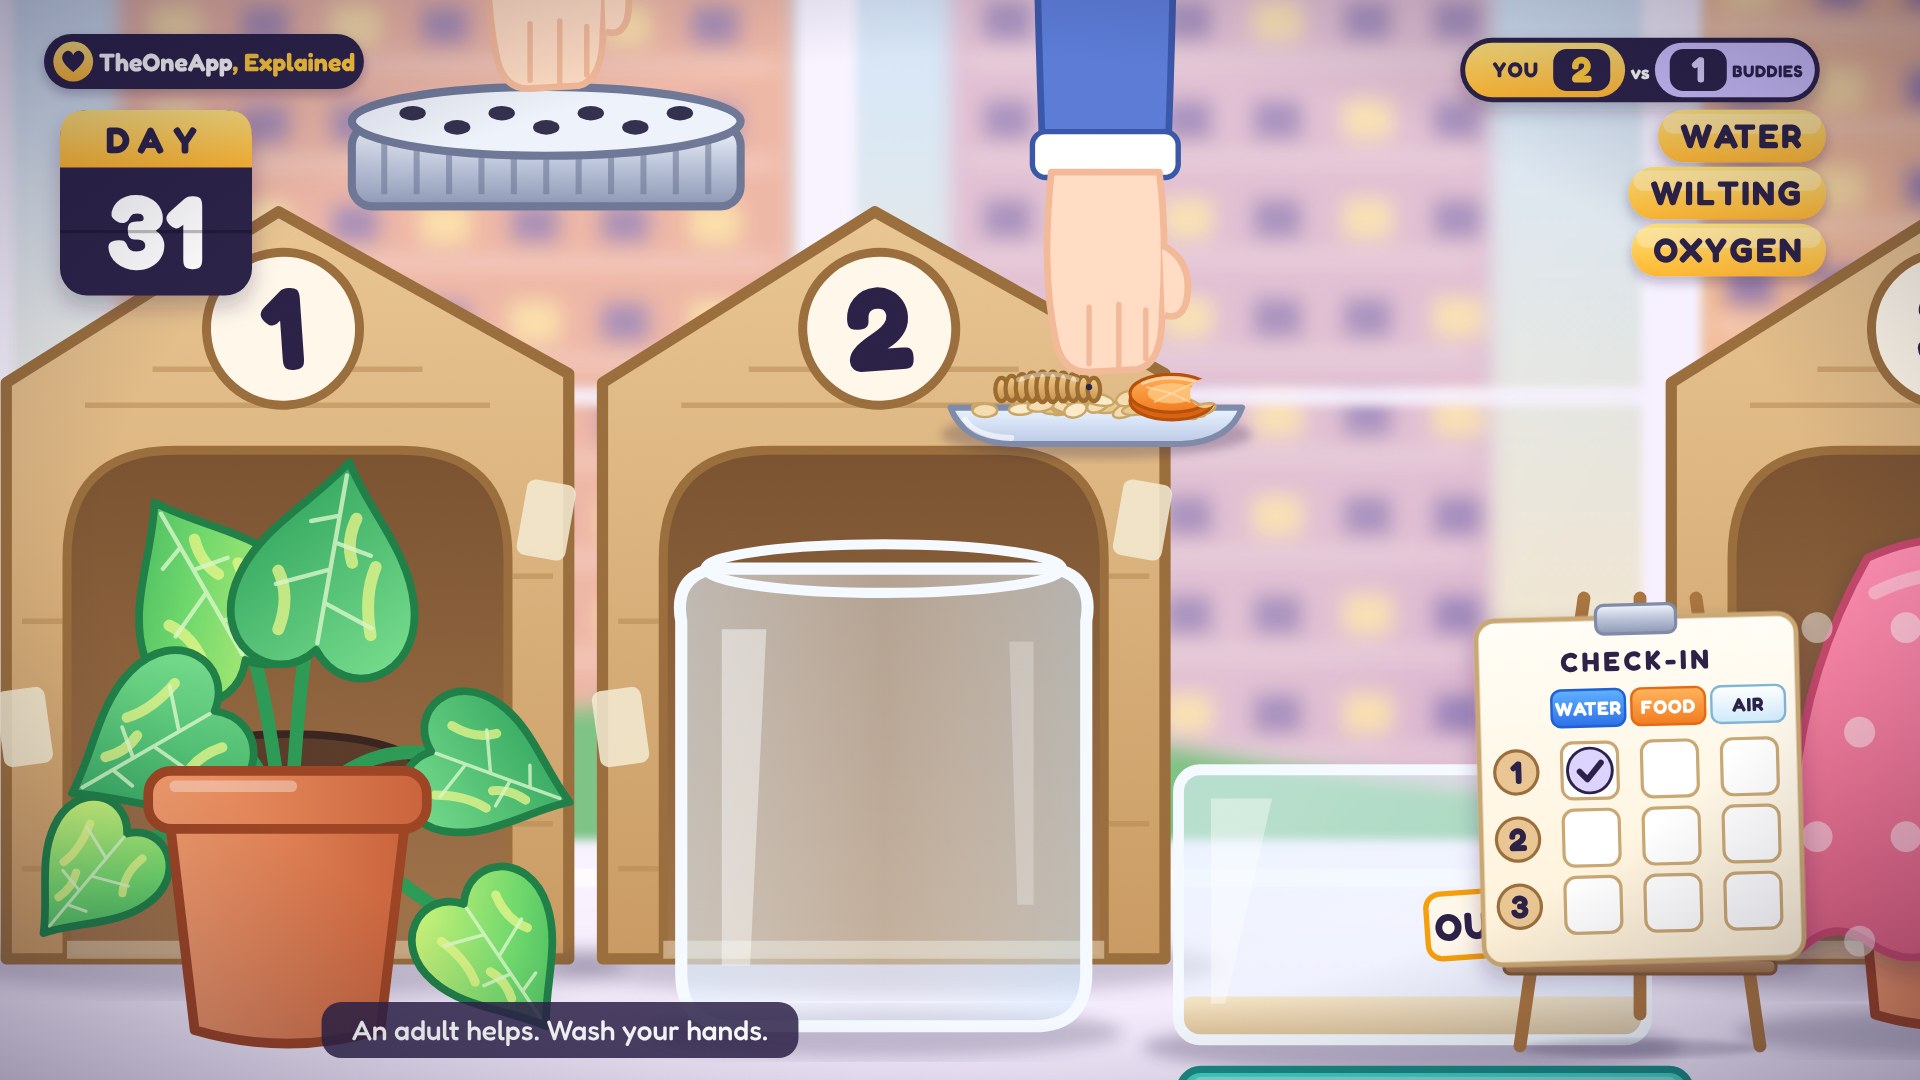 TheOneApp, Explained
DAY
31
YOU 2 vs 1 BUDDIES
WATER
WILTING
OXYGEN
1
2
CHECK-IN
WATER FOOD AIR
1
2
3
OU
An adult helps. Wash your hands.